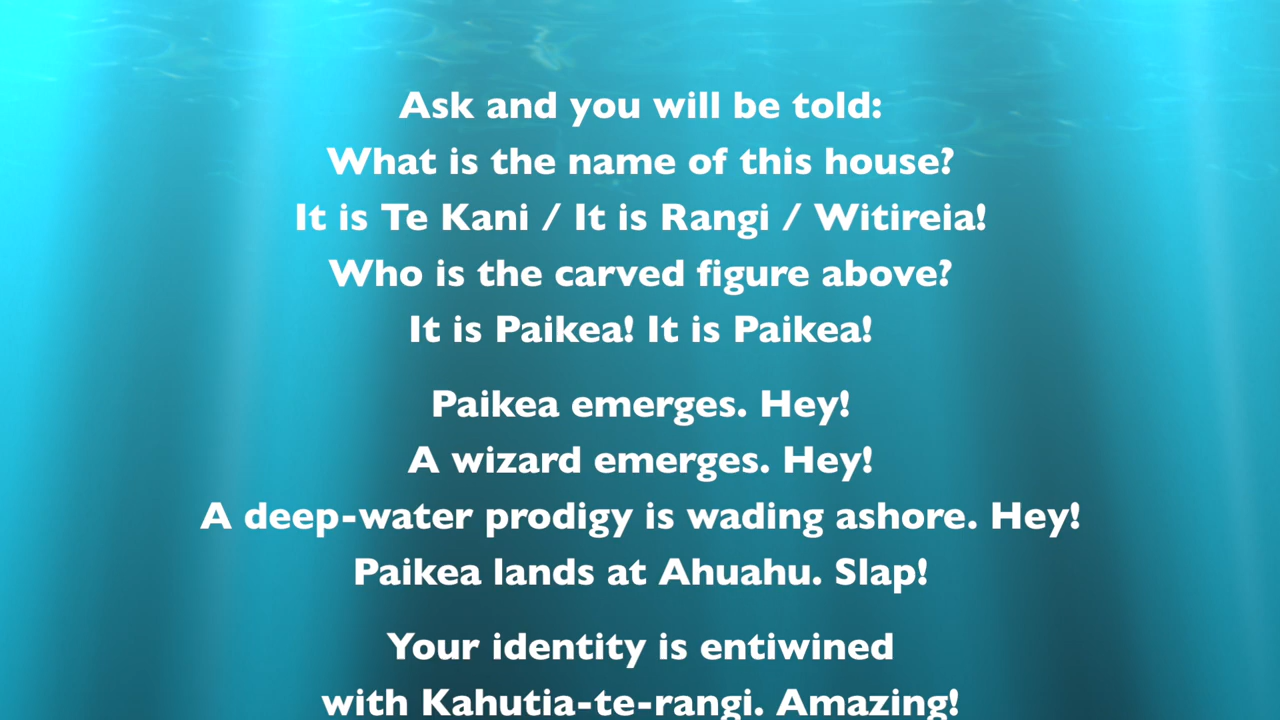 Ask and you will be told:
What is the name of this house?
It is Te Kani / It is Rangi / Witireia!
Who is the carved figure above?
It is Paikea! It is Paikea!
Paikea emerges. Hey!
A wizard emerges. Hey!
A deep-water prodigy is wading ashore. Hey!
Paikea lands at Ahuahu. Slap!
Your identity is entiwined
with Kahutia-te-rangi. Amazing!